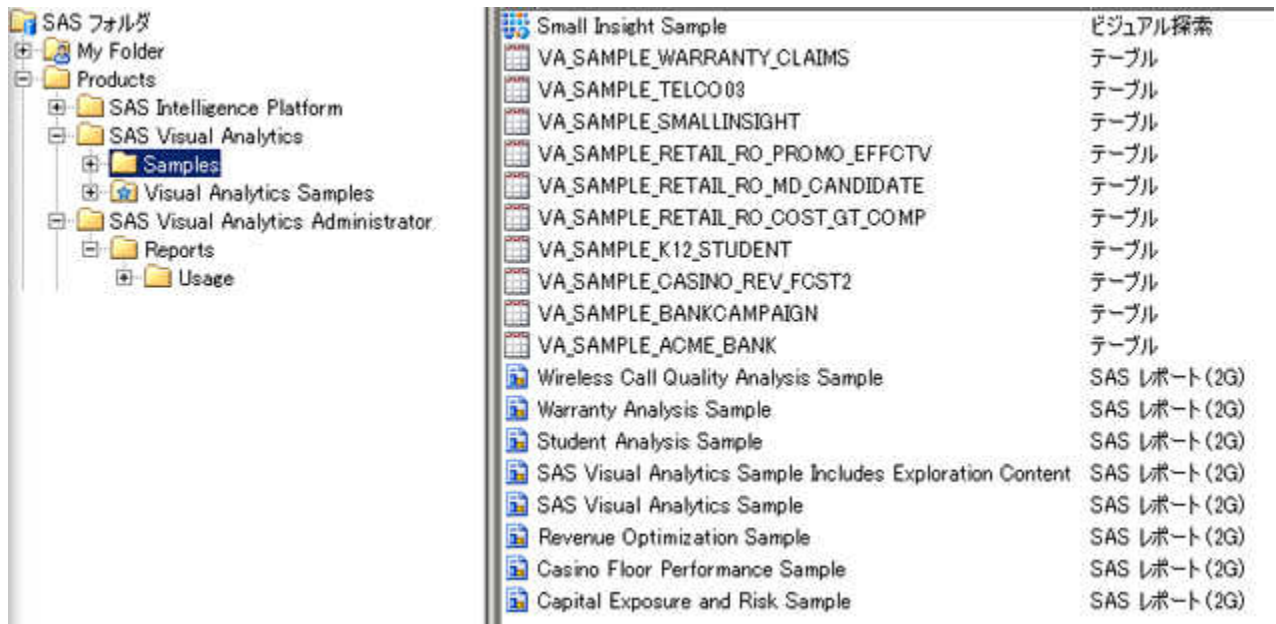 SAS フォルダ
My Folder
Products
SAS Intelligence Platform
SAS Visual Analytics
Samples
Visual Analytics Samples
SAS Visual Analytics Administrator
Reports
Usage
Small Insight Sample ビジュアル探索
VA_SAMPLE_WARRANTY_CLAIMS テーブル
VA_SAMPLE_TELCO03 テーブル
VA_SAMPLE_SMALLINSIGHT テーブル
VA_SAMPLE_RETAIL_RO_PROMO_EFFCTV テーブル
VA_SAMPLE_RETAIL_RO_MD_CANDIDATE テーブル
VA_SAMPLE_RETAIL_RO_COST_GT_COMP テーブル
VA_SAMPLE_K12_STUDENT テーブル
VA_SAMPLE_CASINO_REV_FCST2 テーブル
VA_SAMPLE_BANKCAMPAIGN テーブル
VA_SAMPLE_ACME_BANK テーブル
Wireless Call Quality Analysis Sample SAS レポート(2G)
Warranty Analysis Sample SAS レポート(2G)
Student Analysis Sample SAS レポート(2G)
SAS Visual Analytics Sample Includes Exploration Content SAS レポート(2G)
SAS Visual Analytics Sample SAS レポート(2G)
Revenue Optimization Sample SAS レポート(2G)
Casino Floor Performance Sample SAS レポート(2G)
Capital Exposure and Risk Sample SAS レポート(2G)